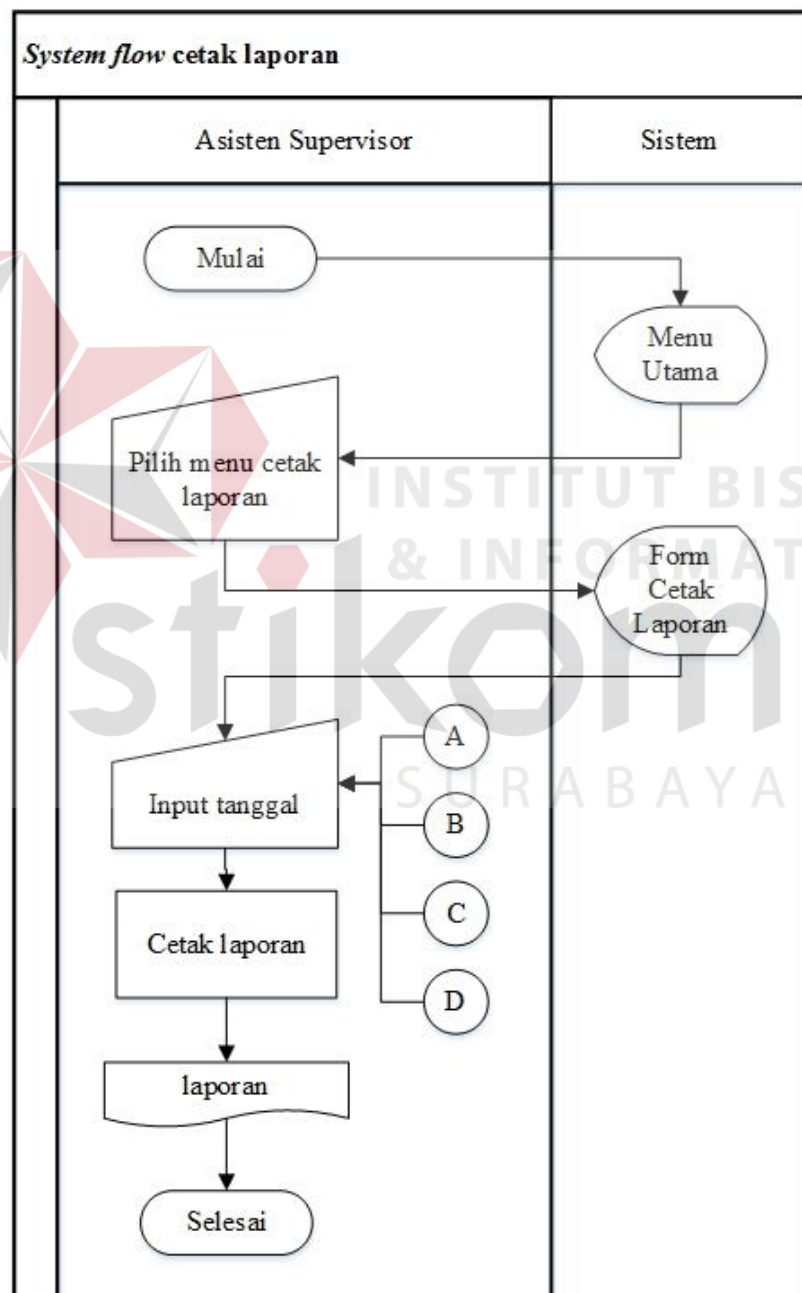 System flow cetak laporan
Asisten Supervisor
Sistem
Mulai
Menu
Utama
Pilih menu cetak
laporan
INSTITUT BIS
& INFORMAT
Form
Cetak
Laporan
stikom
SURABAYA
Input tanggal
A
B
C
D
Cetak laporan
laporan
Selesai